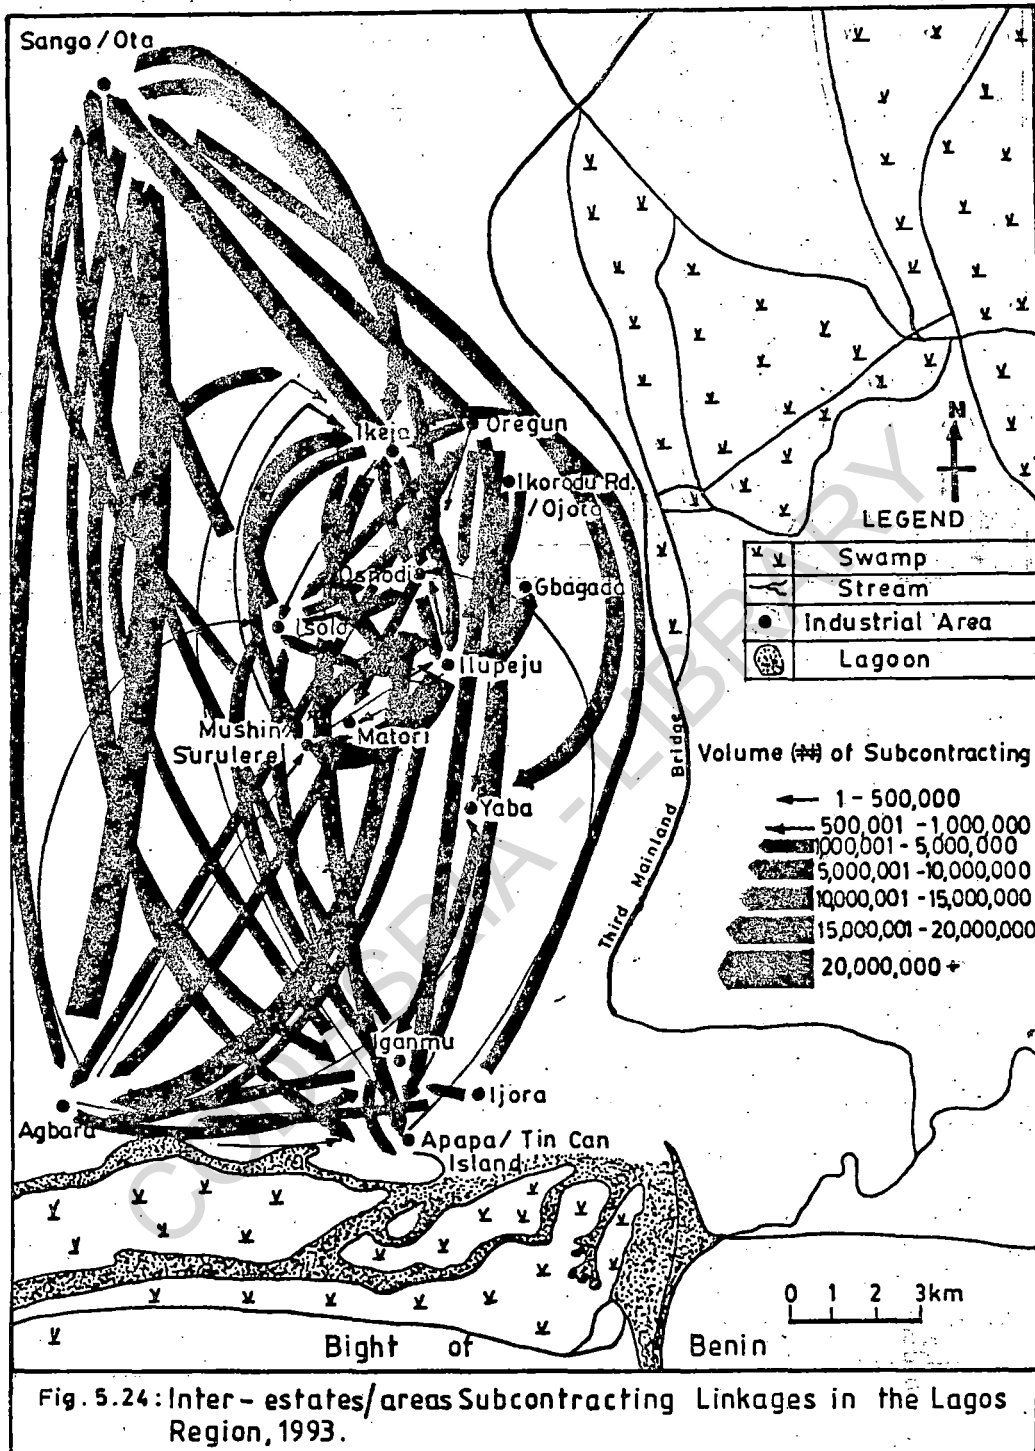 Sango/Ota
Ikeja
Oregun
Ikorodu Rd.
/Ojota
Oshodi
Gbagada
Isolo
Ilupeju
Mushin/
Surulere
Matori
Yaba
Iganmu
Ijora
Agbara
Apapa/Tin Can
Island
Third Mainland Bridge
N
LEGEND
Swamp
Stream
Industrial Area
Lagoon
Volume (₦) of Subcontracting
1 - 500,000
500,001 - 1,000,000
1,000,001 - 5,000,000
5,000,001 - 10,000,000
10,000,001 - 15,000,000
15,000,001 - 20,000,000
20,000,000 +
0 1 2 3km
Bight of Benin
CODESRIA - LIBRARY
Fig. 5.24: Inter-estates/areas Subcontracting Linkages in the Lagos
Region, 1993.